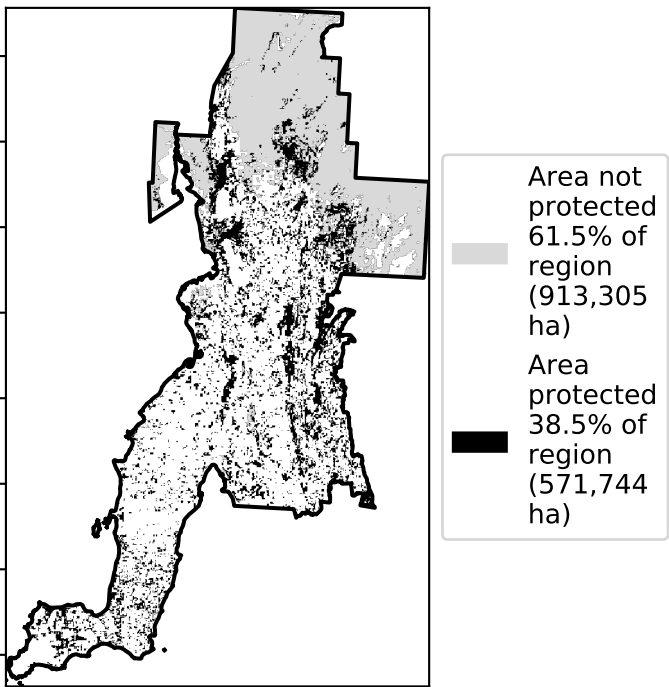 Area not
protected
61.5% of
region
(913,305
ha)
Area
protected
38.5% of
region
(571,744
ha)